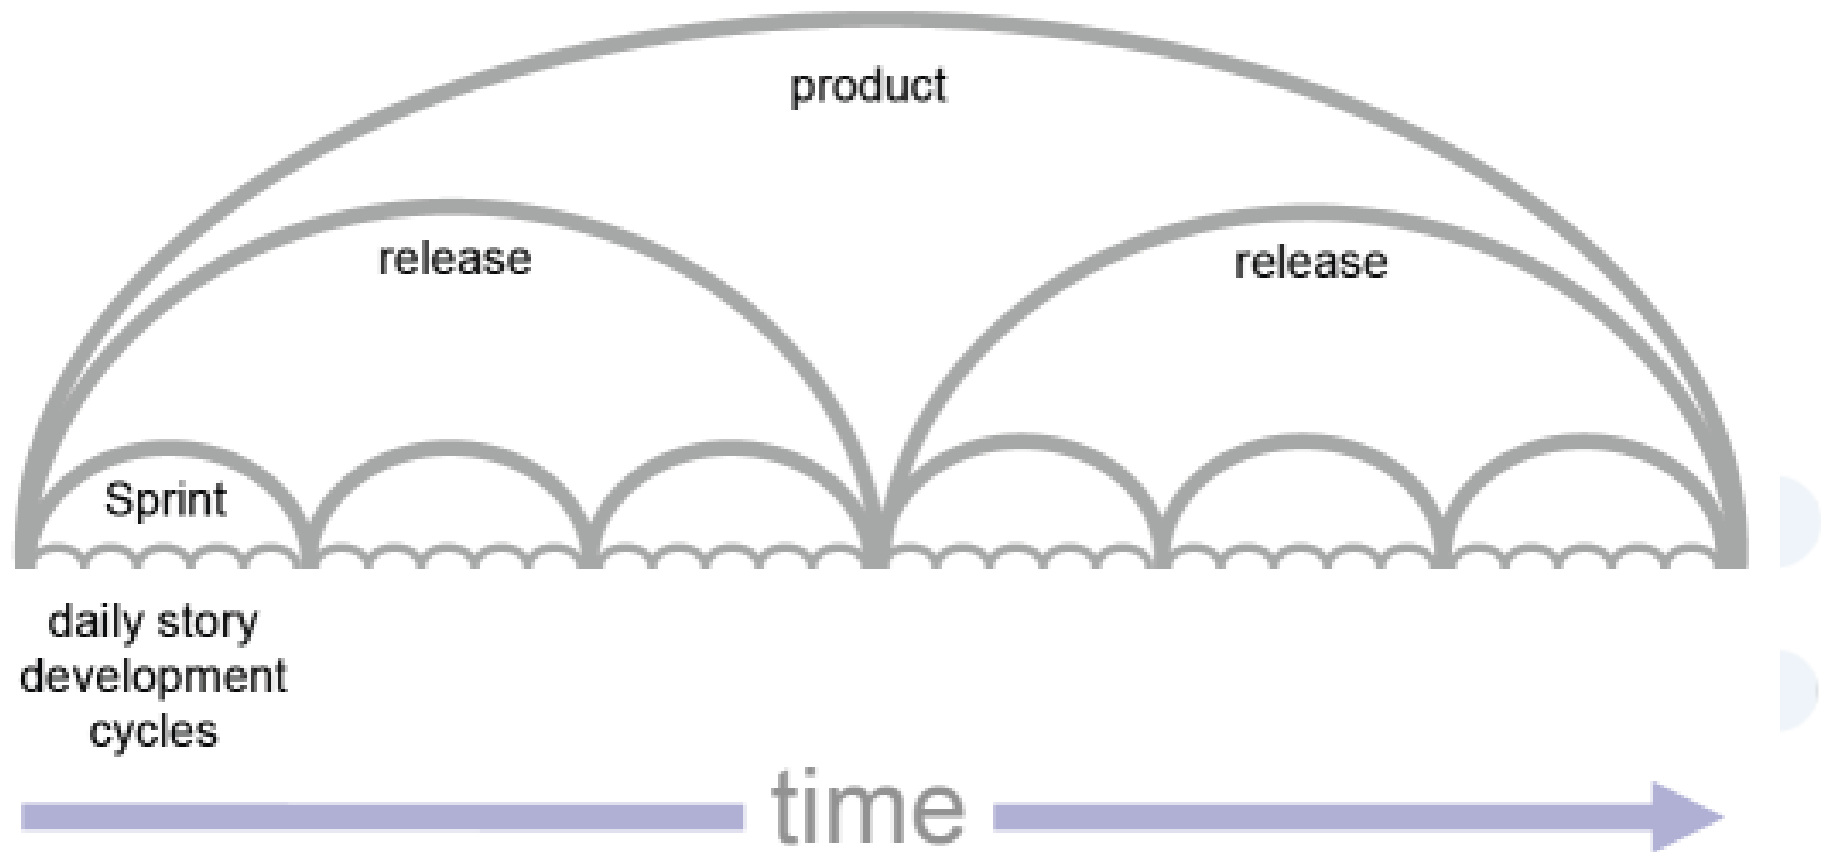 product
release
release
Sprint
daily story
development
cycles
time